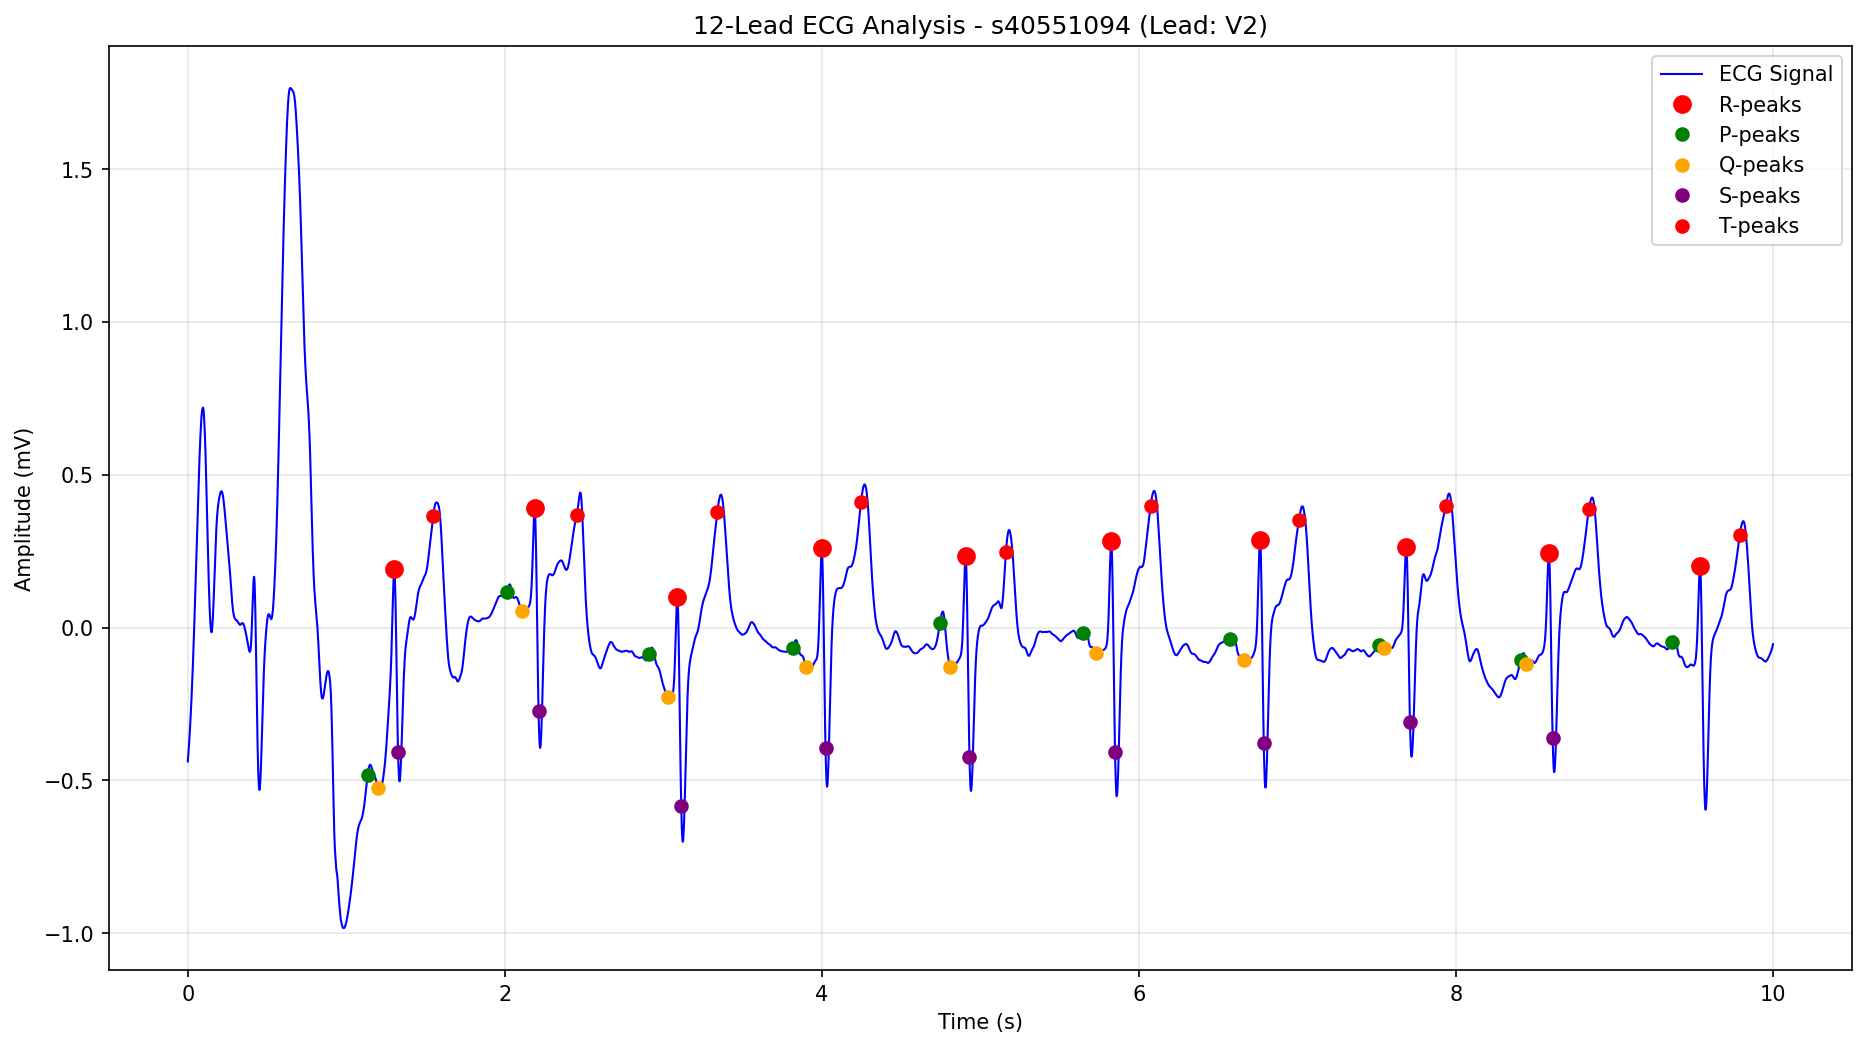 12-Lead ECG Analysis - s40551094 (Lead: V2)
ECG Signal
R-peaks
P-peaks
Q-peaks
S-peaks
T-peaks
Amplitude (mV)
1.5
1.0
0.5
0.0
−0.5
−1.0
0 2 4 6 8 10
Time (s)